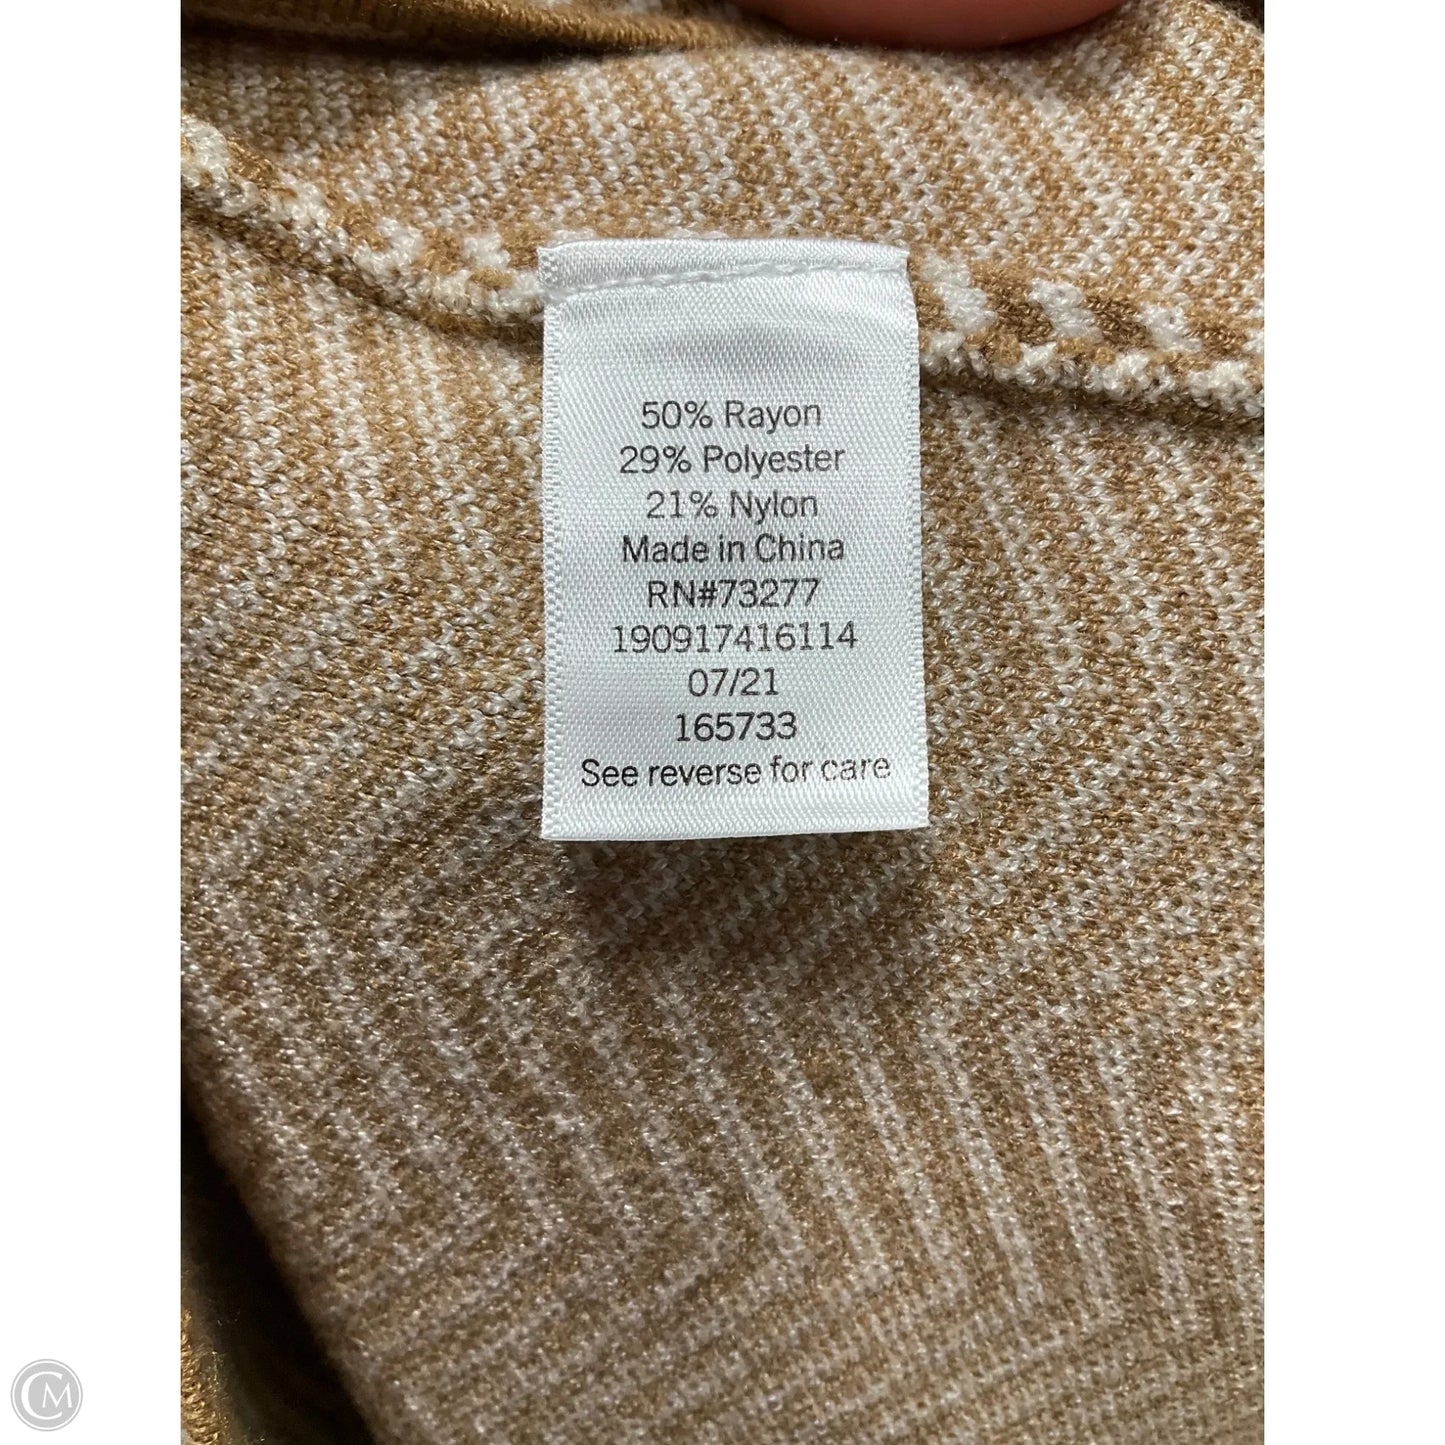 50% Rayon
29% Polyester
21% Nylon
Made in China
RN#73277
190917416114
07/21
165733
See reverse for care
CM